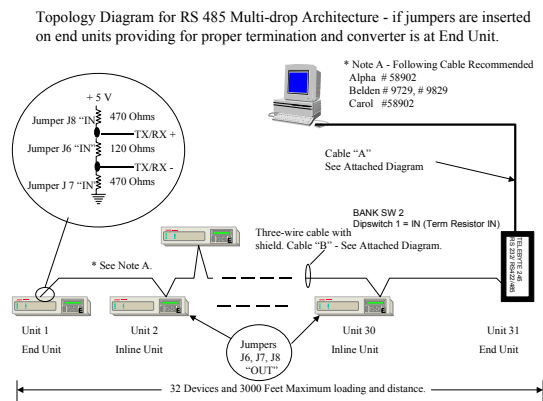 Topology Diagram for RS 485 Multi-drop Architecture - if jumpers are inserted
on end units providing for proper termination and converter is at End Unit.
* Note A - Following Cable Recommended
Alpha # 58902
Belden # 9729, # 9829
Carol #58902
+ 5 V
Jumper J8 "IN"
470 Ohms
TX/RX +
Jumper J6 "IN"
120 Ohms
TX/RX -
Jumper J 7 "IN"
470 Ohms
Cable "A"
See Attached Diagram
BANK SW 2
Dipswitch 1 = IN (Term Resistor IN)
Three-wire cable with
shield. Cable "B" - See Attached Diagram.
TELEBYTE 245
RS 232/ RS422/485
* See Note A.
Unit 1
End Unit
Unit 2
Inline Unit
Jumpers
J6, J7, J8
"OUT"
Unit 30
Inline Unit
Unit 31
End Unit
32 Devices and 3000 Feet Maximum loading and distance.